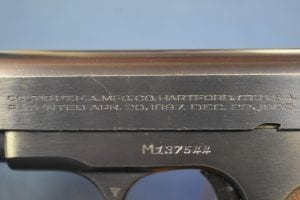 COLT'S PT. F. A. MFG. CO. HARTFORD, CT. U.S.A.
PATENTED APR. 20. 1897. DEC. 22. 1903.
M137544